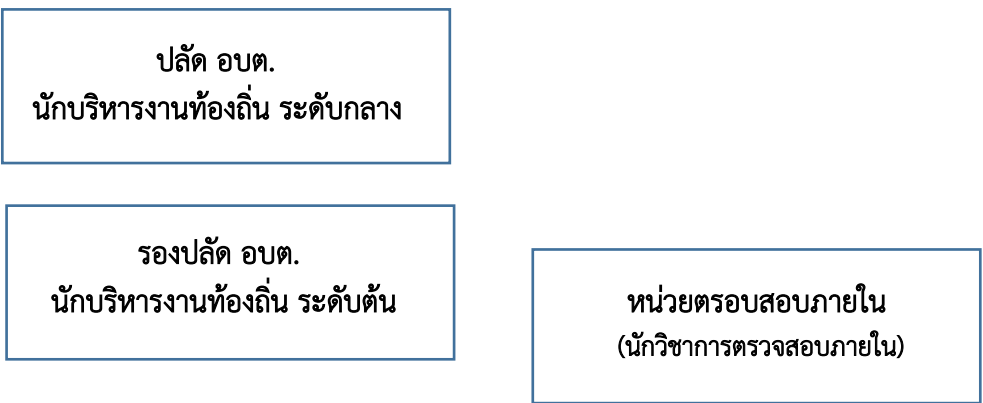 ปลัด อบต.
นักบริหารงานท้องถิ่น ระดับกลาง
รองปลัด อบต.
นักบริหารงานท้องถิ่น ระดับต้น
หน่วยตรอบสอบภายใน
(นักวิชาการตรวจสอบภายใน)